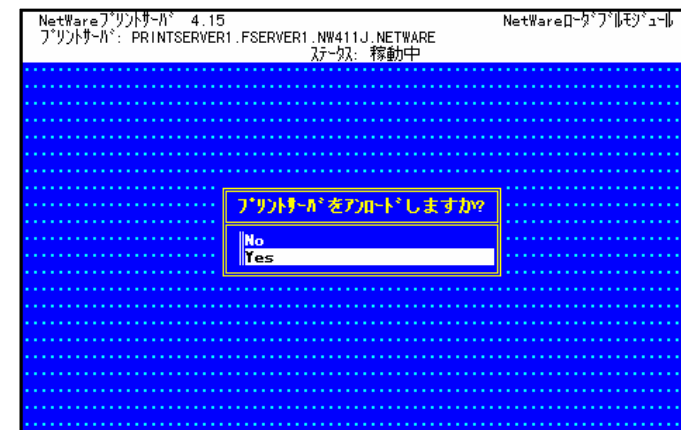 NetWareﾌﾟﾘﾝﾄｻｰﾊﾞ 4.15 NetWareﾛｰﾀﾞﾌﾞﾙﾓｼﾞｭｰﾙ
ﾌﾟﾘﾝﾄｻｰﾊﾞ: PRINTSERVER1.FSERVER1.NW411J.NETWARE
ｽﾃｰﾀｽ: 稼動中
ﾌﾟﾘﾝﾄｻｰﾊﾞをｱﾝﾛｰﾄﾞしますか?
No
Yes